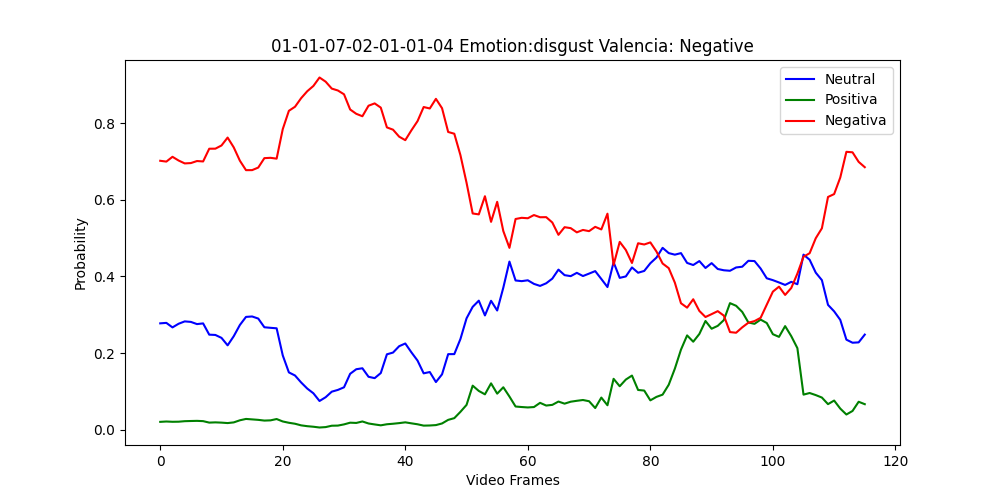 01-01-07-02-01-01-04 Emotion:disgust Valencia: Negative
Neutral
Positiva
Negativa
Probability
0.8
0.6
0.4
0.2
0.0
0 20 40 60 80 100 120
Video Frames